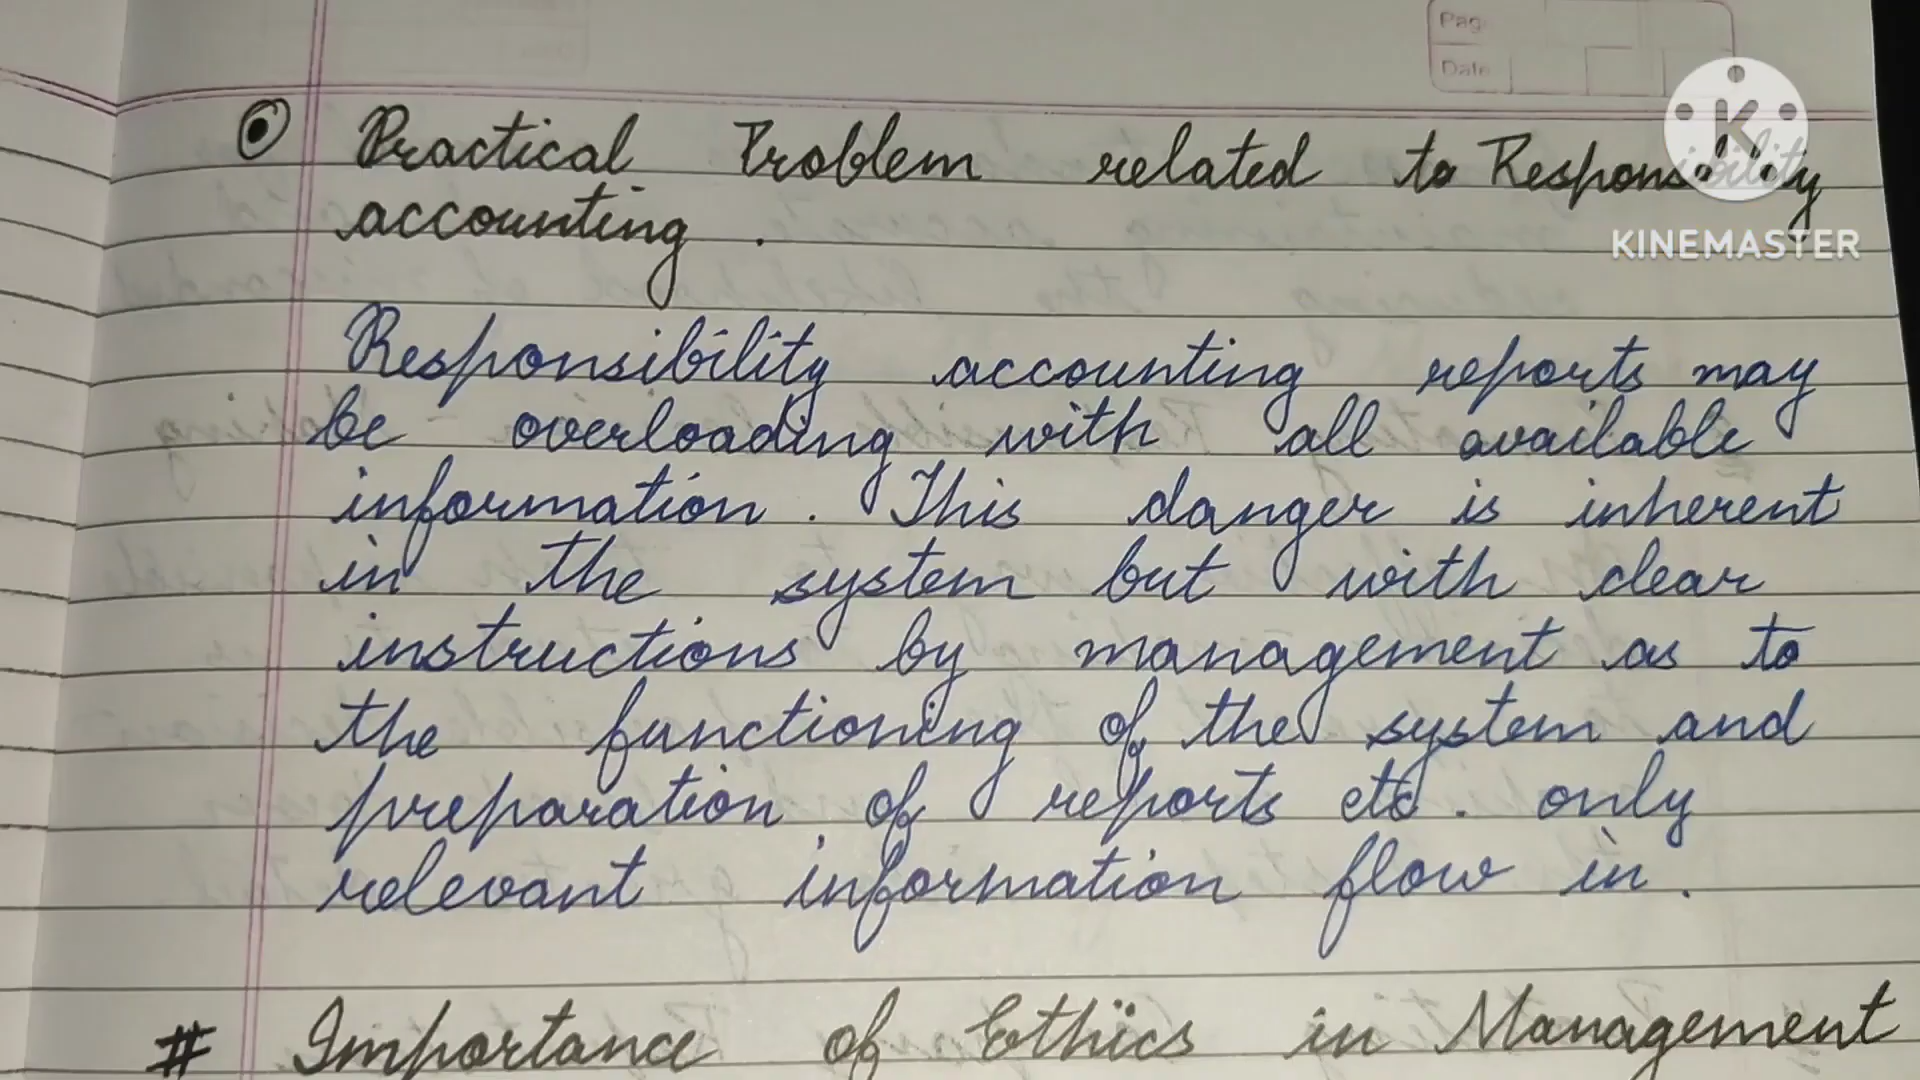 Pag
Date
Practical Problem related to Responsibility
accounting.
KINEMASTER
Responsibility accounting reports may
be overloading with all available
information. This danger is inherent
in the system but with clear
instructions by management as to
the functioning of the system and
preparation of reports etc. only
relevant information flow in.
# Importance of Ethics in Management